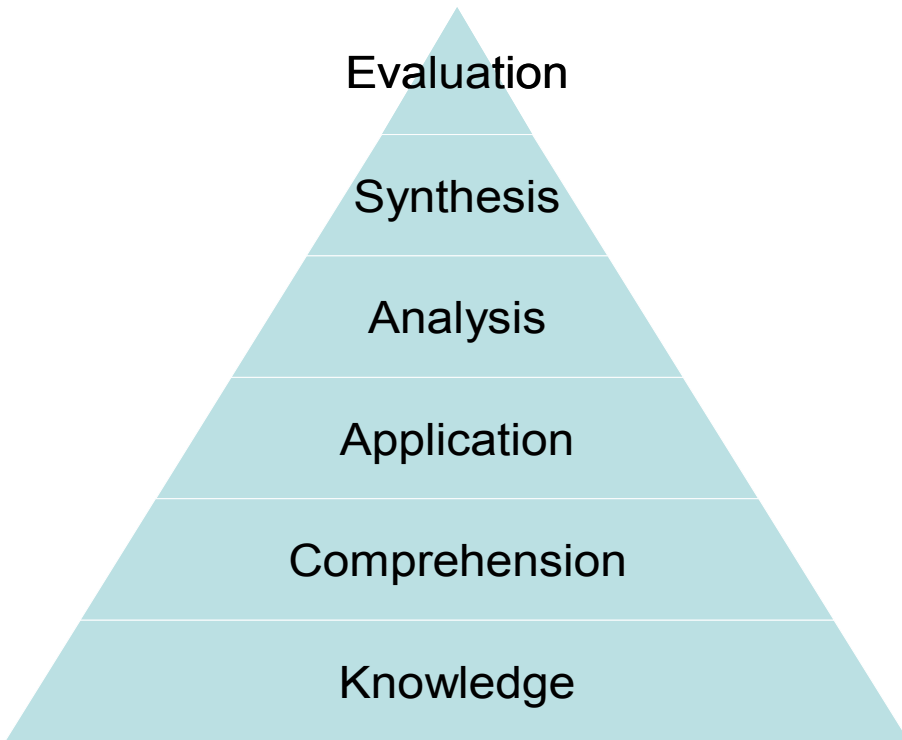 Evaluation
Synthesis
Analysis
Application
Comprehension
Knowledge